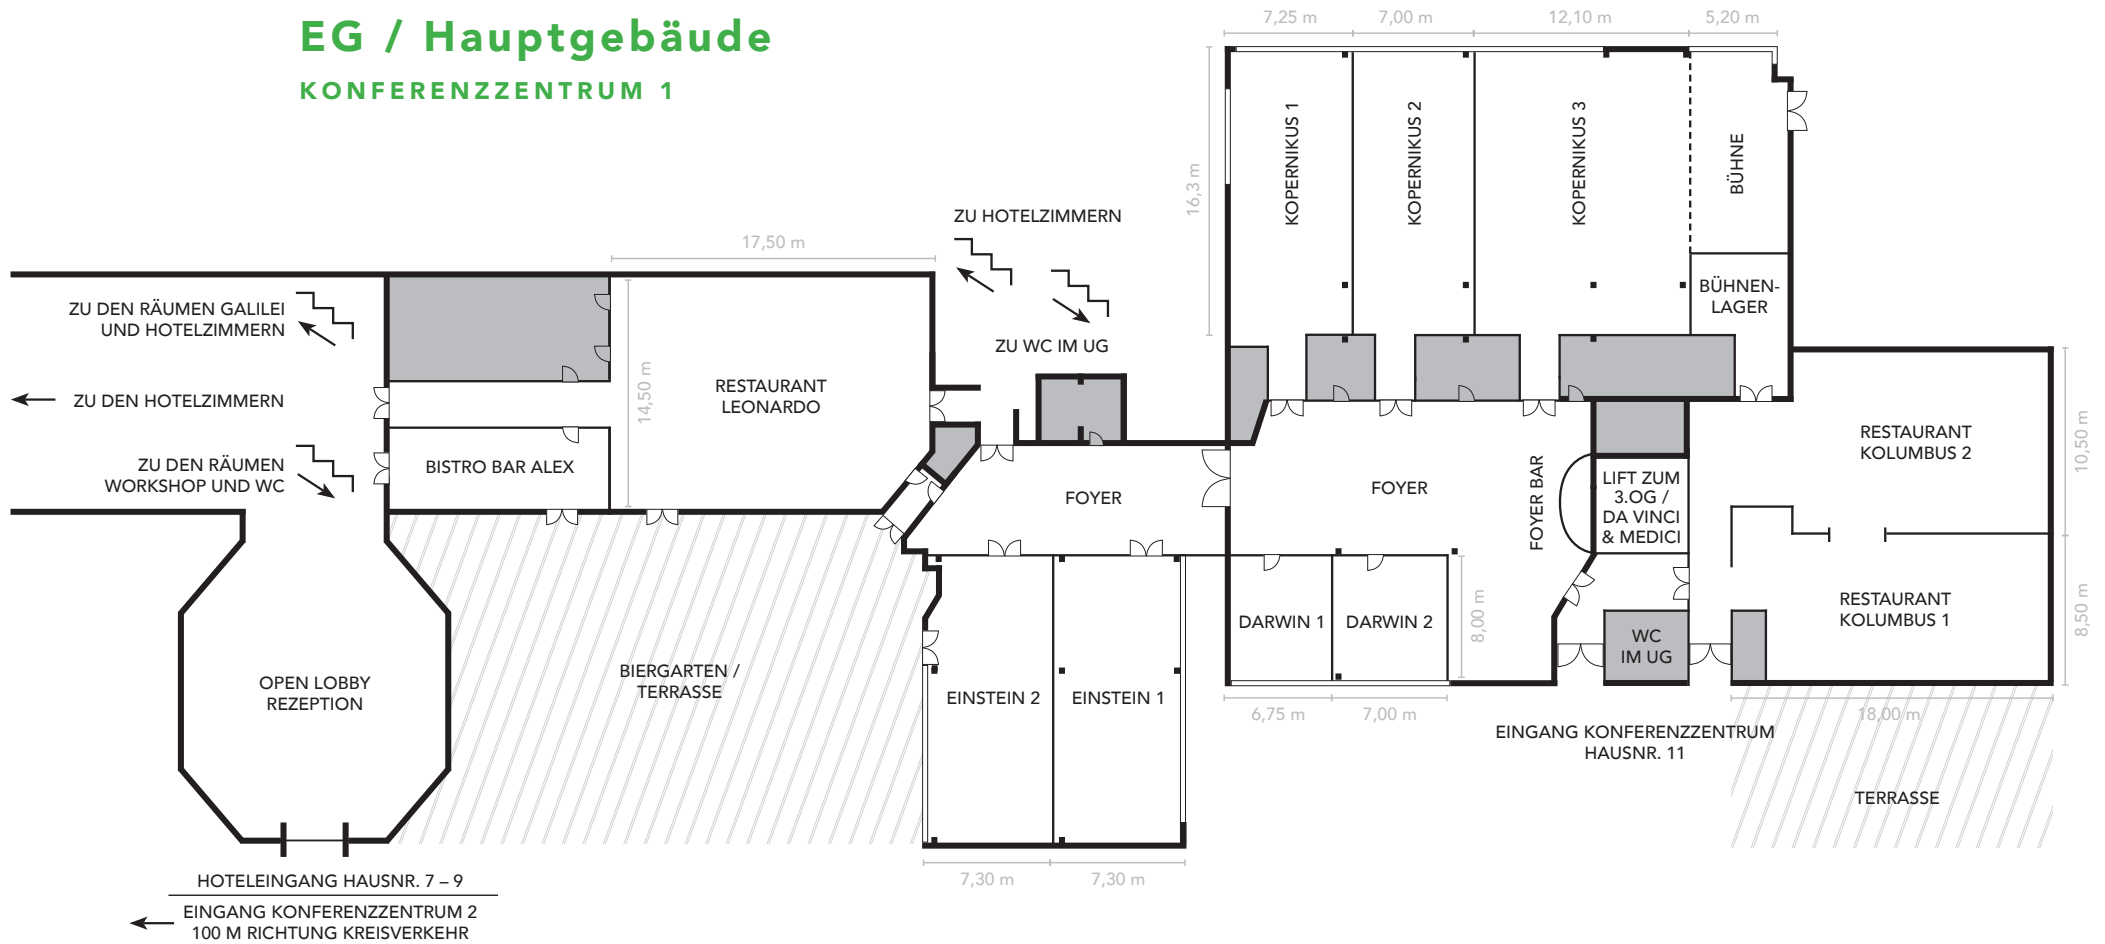 EG / Hauptgebäude
KONFERENZZENTRUM 1
7,25 m
7,00 m
12,10 m
5,20 m
16,3 m
KOPERNIKUS 1
KOPERNIKUS 2
KOPERNIKUS 3
BÜHNE
BÜHNEN-
LAGER
ZU HOTELZIMMERN
ZU WC IM UG
17,50 m
14,50 m
ZU DEN RÄUMEN GALILEI
UND HOTELZIMMERN
ZU DEN HOTELZIMMERN
ZU DEN RÄUMEN
WORKSHOP UND WC
RESTAURANT
LEONARDO
BISTRO BAR ALEX
FOYER
FOYER
FOYER BAR
LIFT ZUM
3.OG /
DA VINCI
& MEDICI
RESTAURANT
KOLUMBUS 2
10,50 m
RESTAURANT
KOLUMBUS 1
8,50 m
DARWIN 1
DARWIN 2
8,00 m
WC
IM UG
OPEN LOBBY
REZEPTION
BIERGARTEN /
TERRASSE
EINSTEIN 2
EINSTEIN 1
6,75 m
7,00 m
18,00 m
EINGANG KONFERENZZENTRUM
HAUSNR. 11
TERRASSE
7,30 m
7,30 m
HOTELEINGANG HAUSNR. 7 – 9
EINGANG KONFERENZZENTRUM 2
100 M RICHTUNG KREISVERKEHR